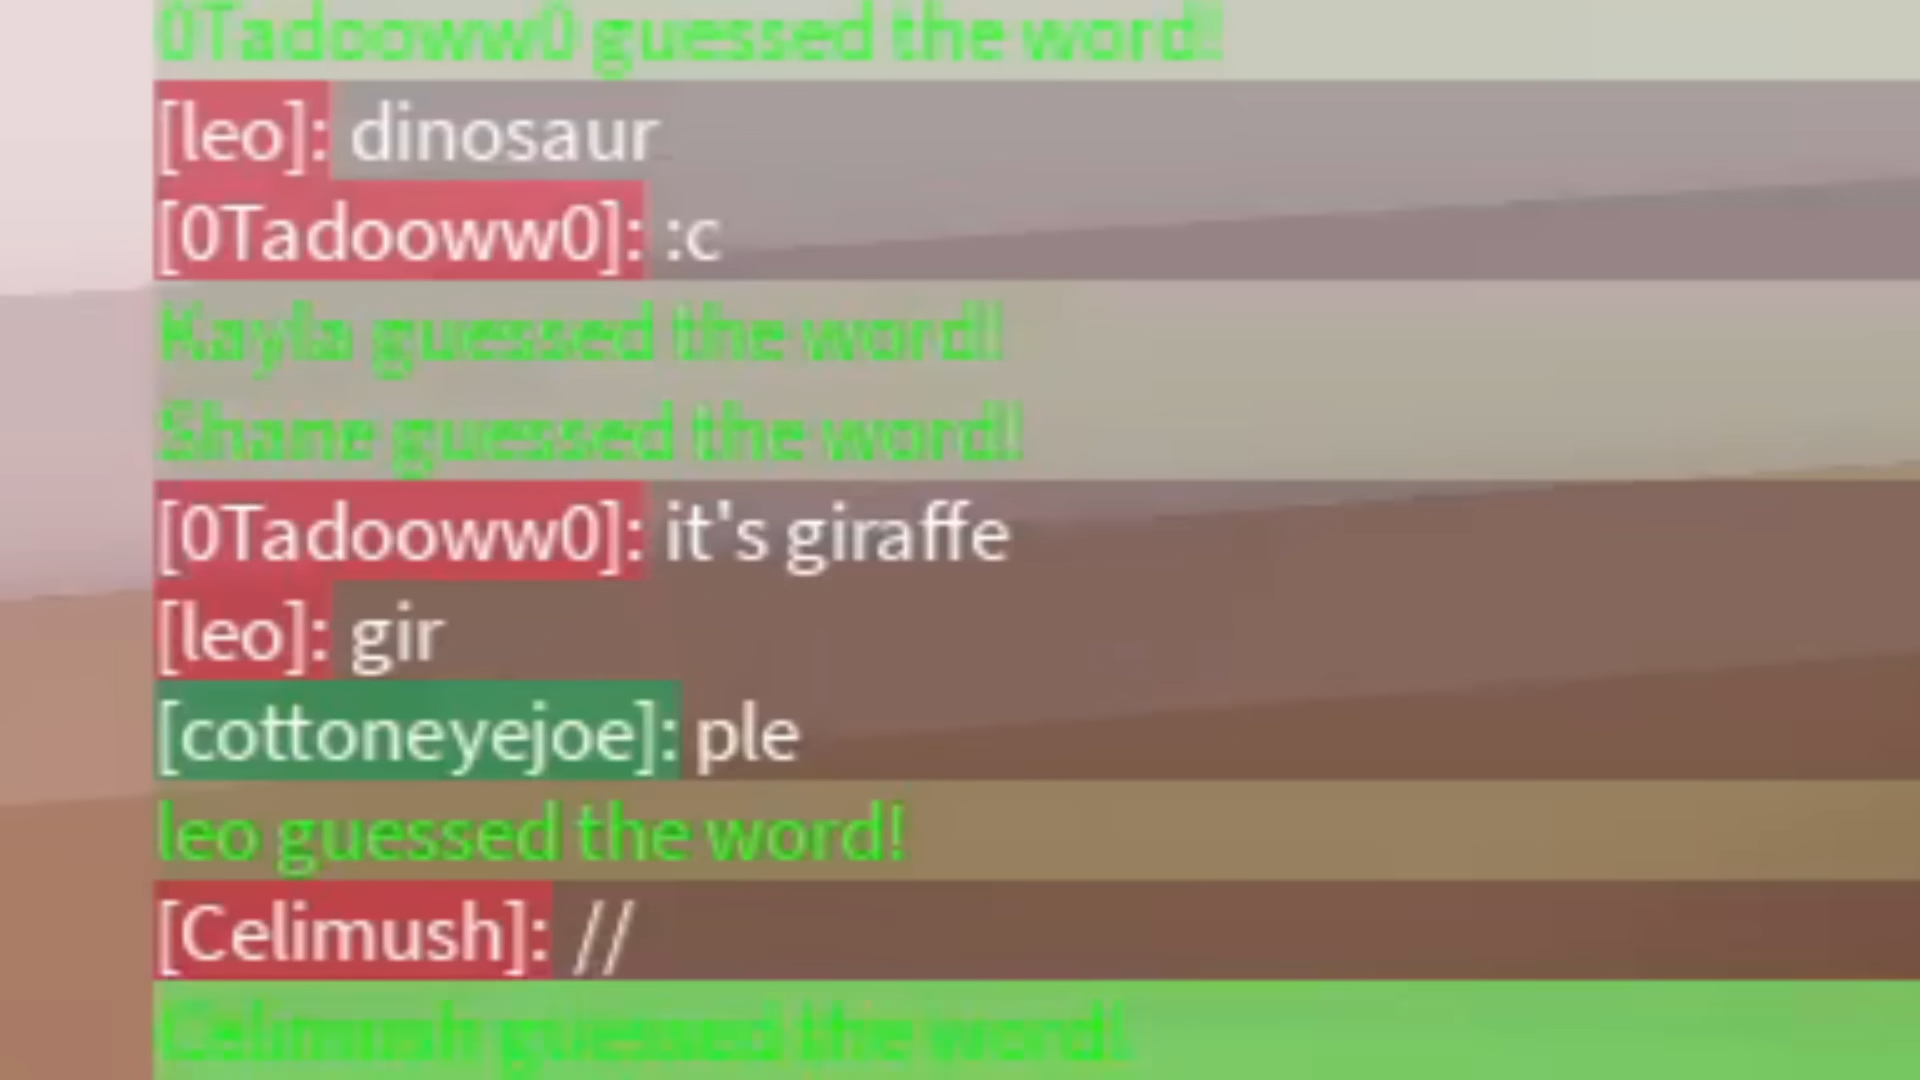 0Tadooww0 guessed the word!
[leo]: dinosaur
[0Tadooww0]: :c
Kayla guessed the word!
Shane guessed the word!
[0Tadooww0]: it's giraffe
[leo]: gir
[cottoneyejoe]: ple
leo guessed the word!
[Celimush]: //
Celimush guessed the word!